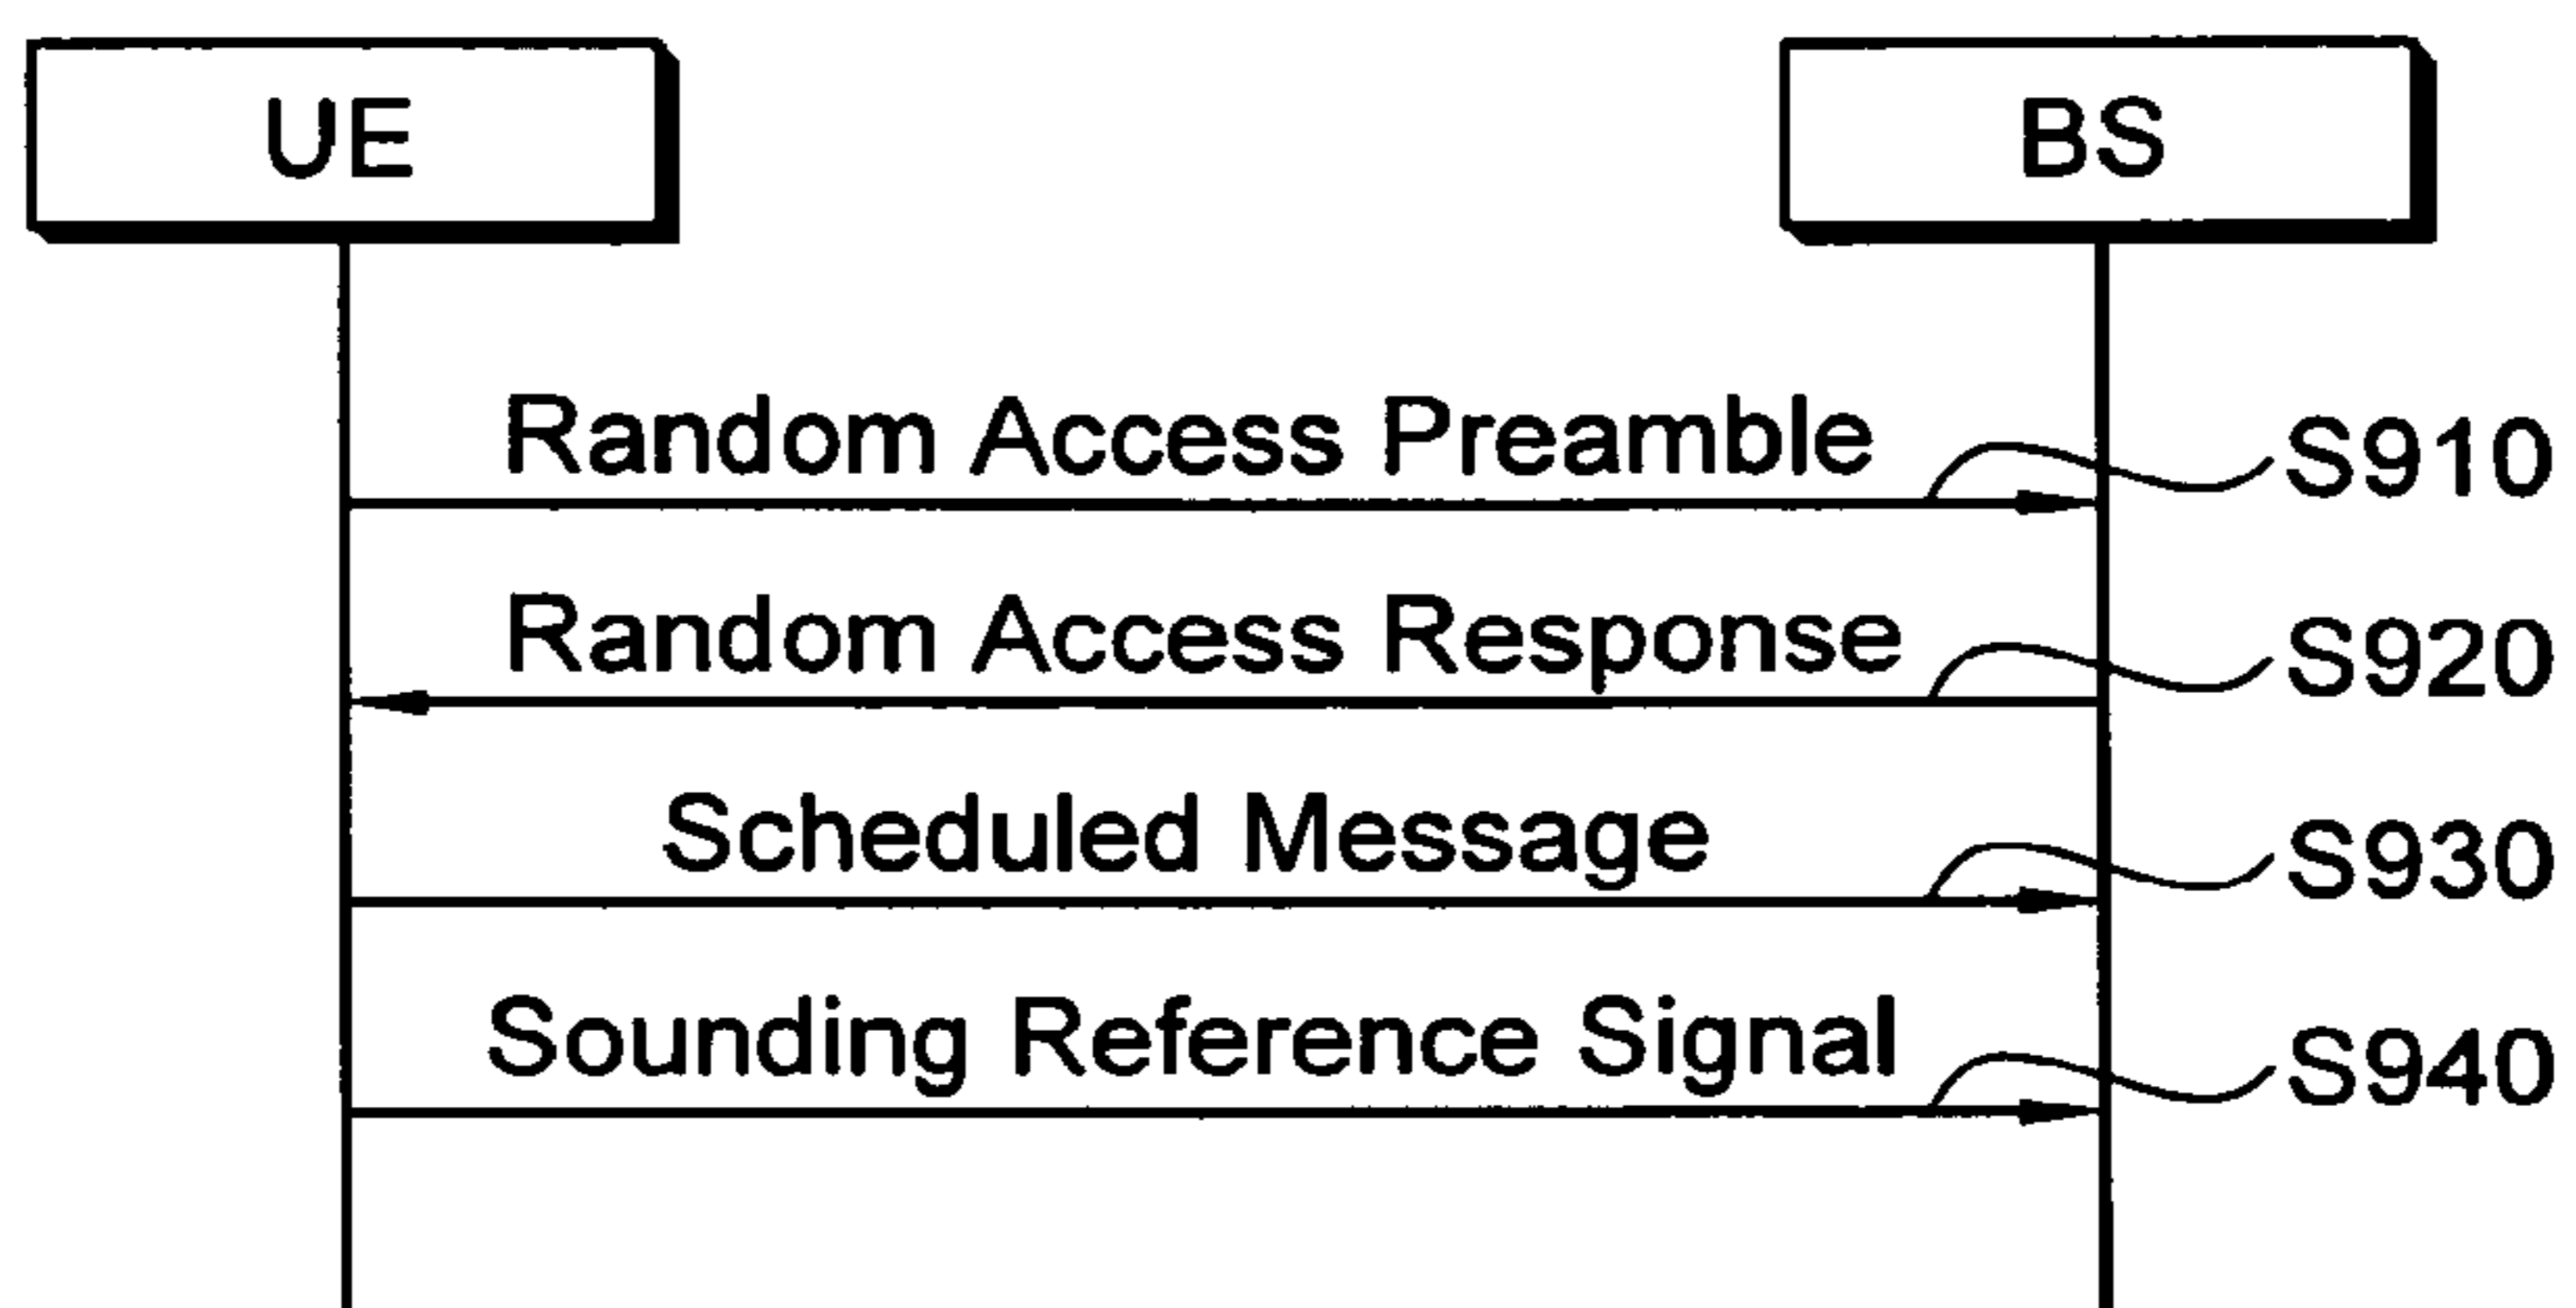 UE
BS
Random Access Preamble
S910
Random Access Response
S920
Scheduled Message
S930
Sounding Reference Signal
S940